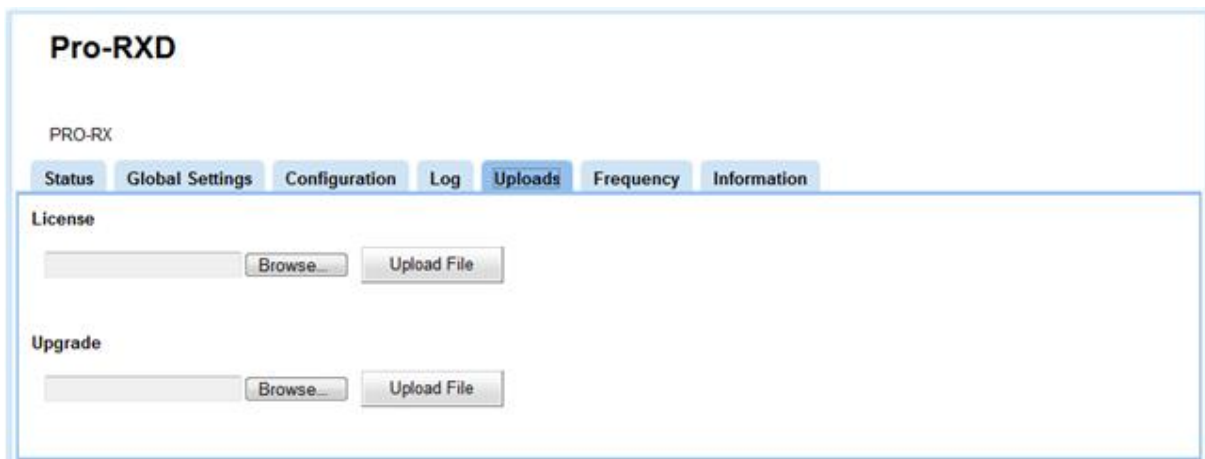 Pro-RXD
PRO-RX
Status Global Settings Configuration Log Uploads Frequency Information
License
Browse... Upload File
Upgrade
Browse... Upload File